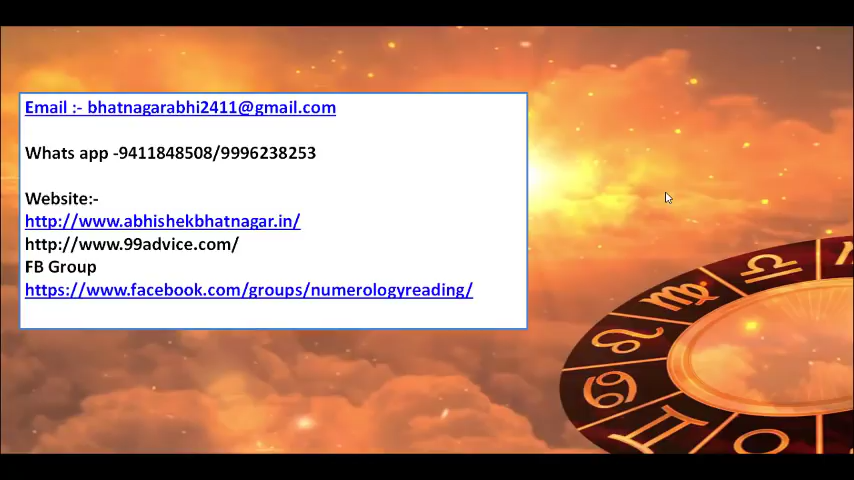 Email :- bhatnagarabhi2411@gmail.com
Whats app -9411848508/9996238253
Website:-
http://www.abhishekbhatnagar.in/
http://www.99advice.com/
FB Group
https://www.facebook.com/groups/numerologyreading/